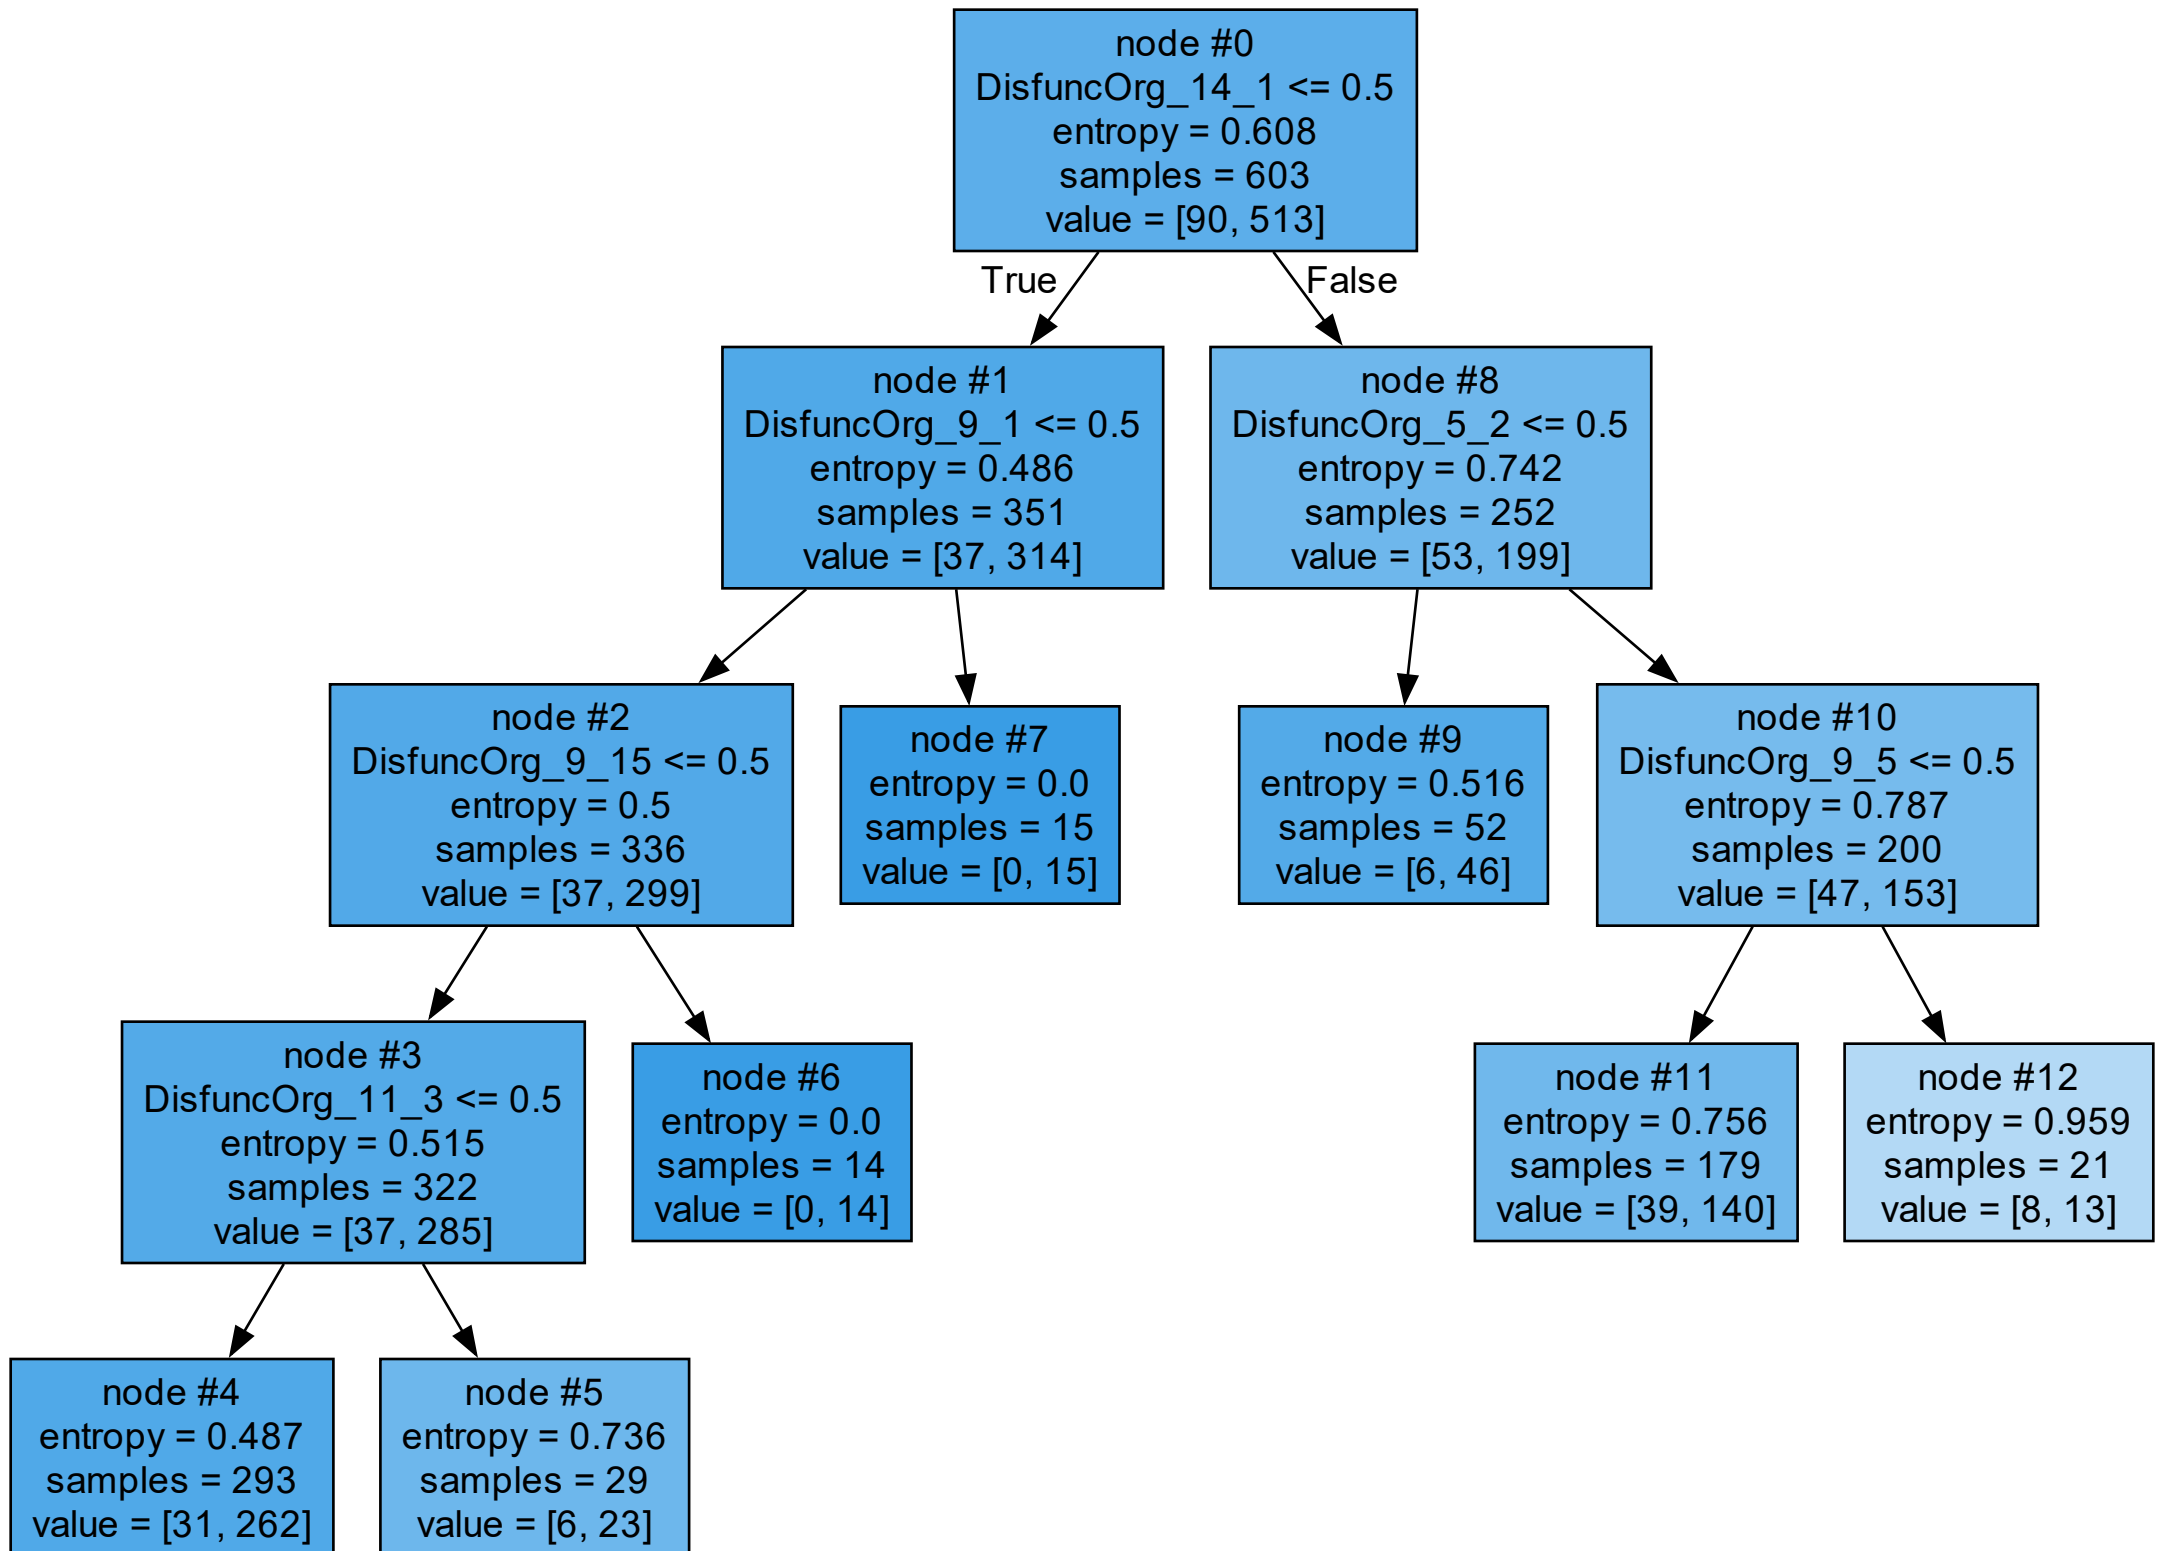 node #0
DisfuncOrg_14_1 <= 0.5
entropy = 0.608
samples = 603
value = [90, 513]
True
False
node #1
DisfuncOrg_9_1 <= 0.5
entropy = 0.486
samples = 351
value = [37, 314]
node #8
DisfuncOrg_5_2 <= 0.5
entropy = 0.742
samples = 252
value = [53, 199]
node #2
DisfuncOrg_9_15 <= 0.5
entropy = 0.5
samples = 336
value = [37, 299]
node #7
entropy = 0.0
samples = 15
value = [0, 15]
node #9
entropy = 0.516
samples = 52
value = [6, 46]
node #10
DisfuncOrg_9_5 <= 0.5
entropy = 0.787
samples = 200
value = [47, 153]
node #3
DisfuncOrg_11_3 <= 0.5
entropy = 0.515
samples = 322
value = [37, 285]
node #6
entropy = 0.0
samples = 14
value = [0, 14]
node #11
entropy = 0.756
samples = 179
value = [39, 140]
node #12
entropy = 0.959
samples = 21
value = [8, 13]
node #4
entropy = 0.487
samples = 293
value = [31, 262]
node #5
entropy = 0.736
samples = 29
value = [6, 23]